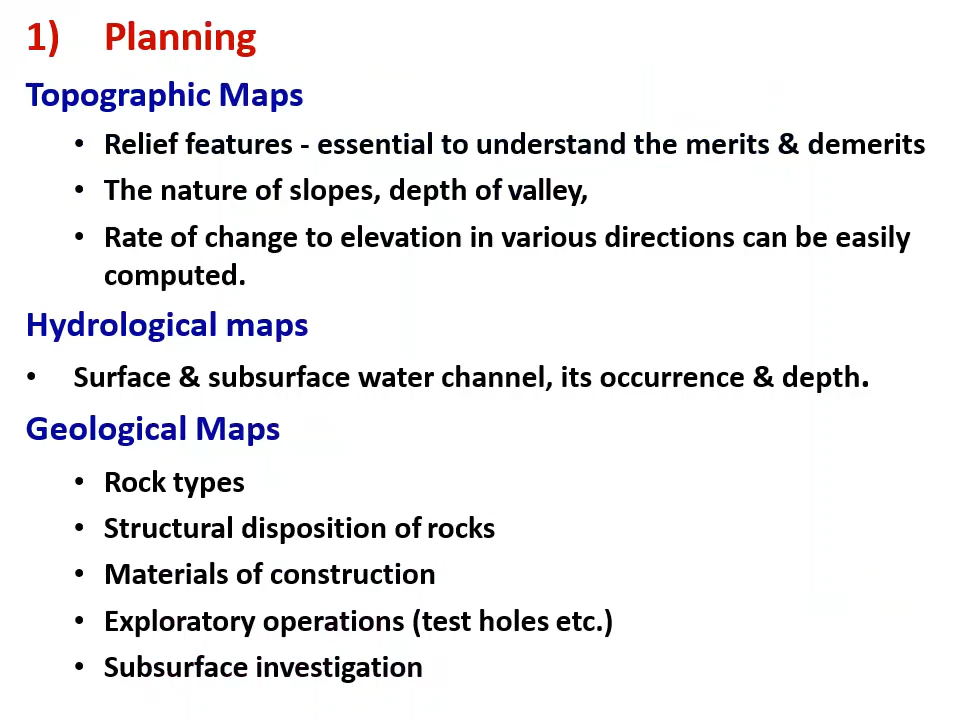 1) Planning
Topographic Maps
• Relief features - essential to understand the merits & demerits
• The nature of slopes, depth of valley,
• Rate of change to elevation in various directions can be easily
computed.
Hydrological maps
• Surface & subsurface water channel, its occurrence & depth.
Geological Maps
• Rock types
• Structural disposition of rocks
• Materials of construction
• Exploratory operations (test holes etc.)
• Subsurface investigation